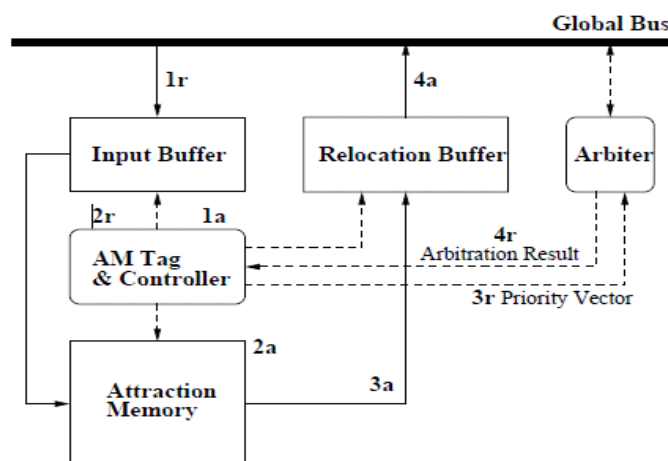 Global Bus
1r
4a
Input Buffer
Relocation Buffer
Arbiter
2r
1a
4r
AM Tag
& Controller
Arbitration Result
3r Priority Vector
2a
3a
Attraction
Memory